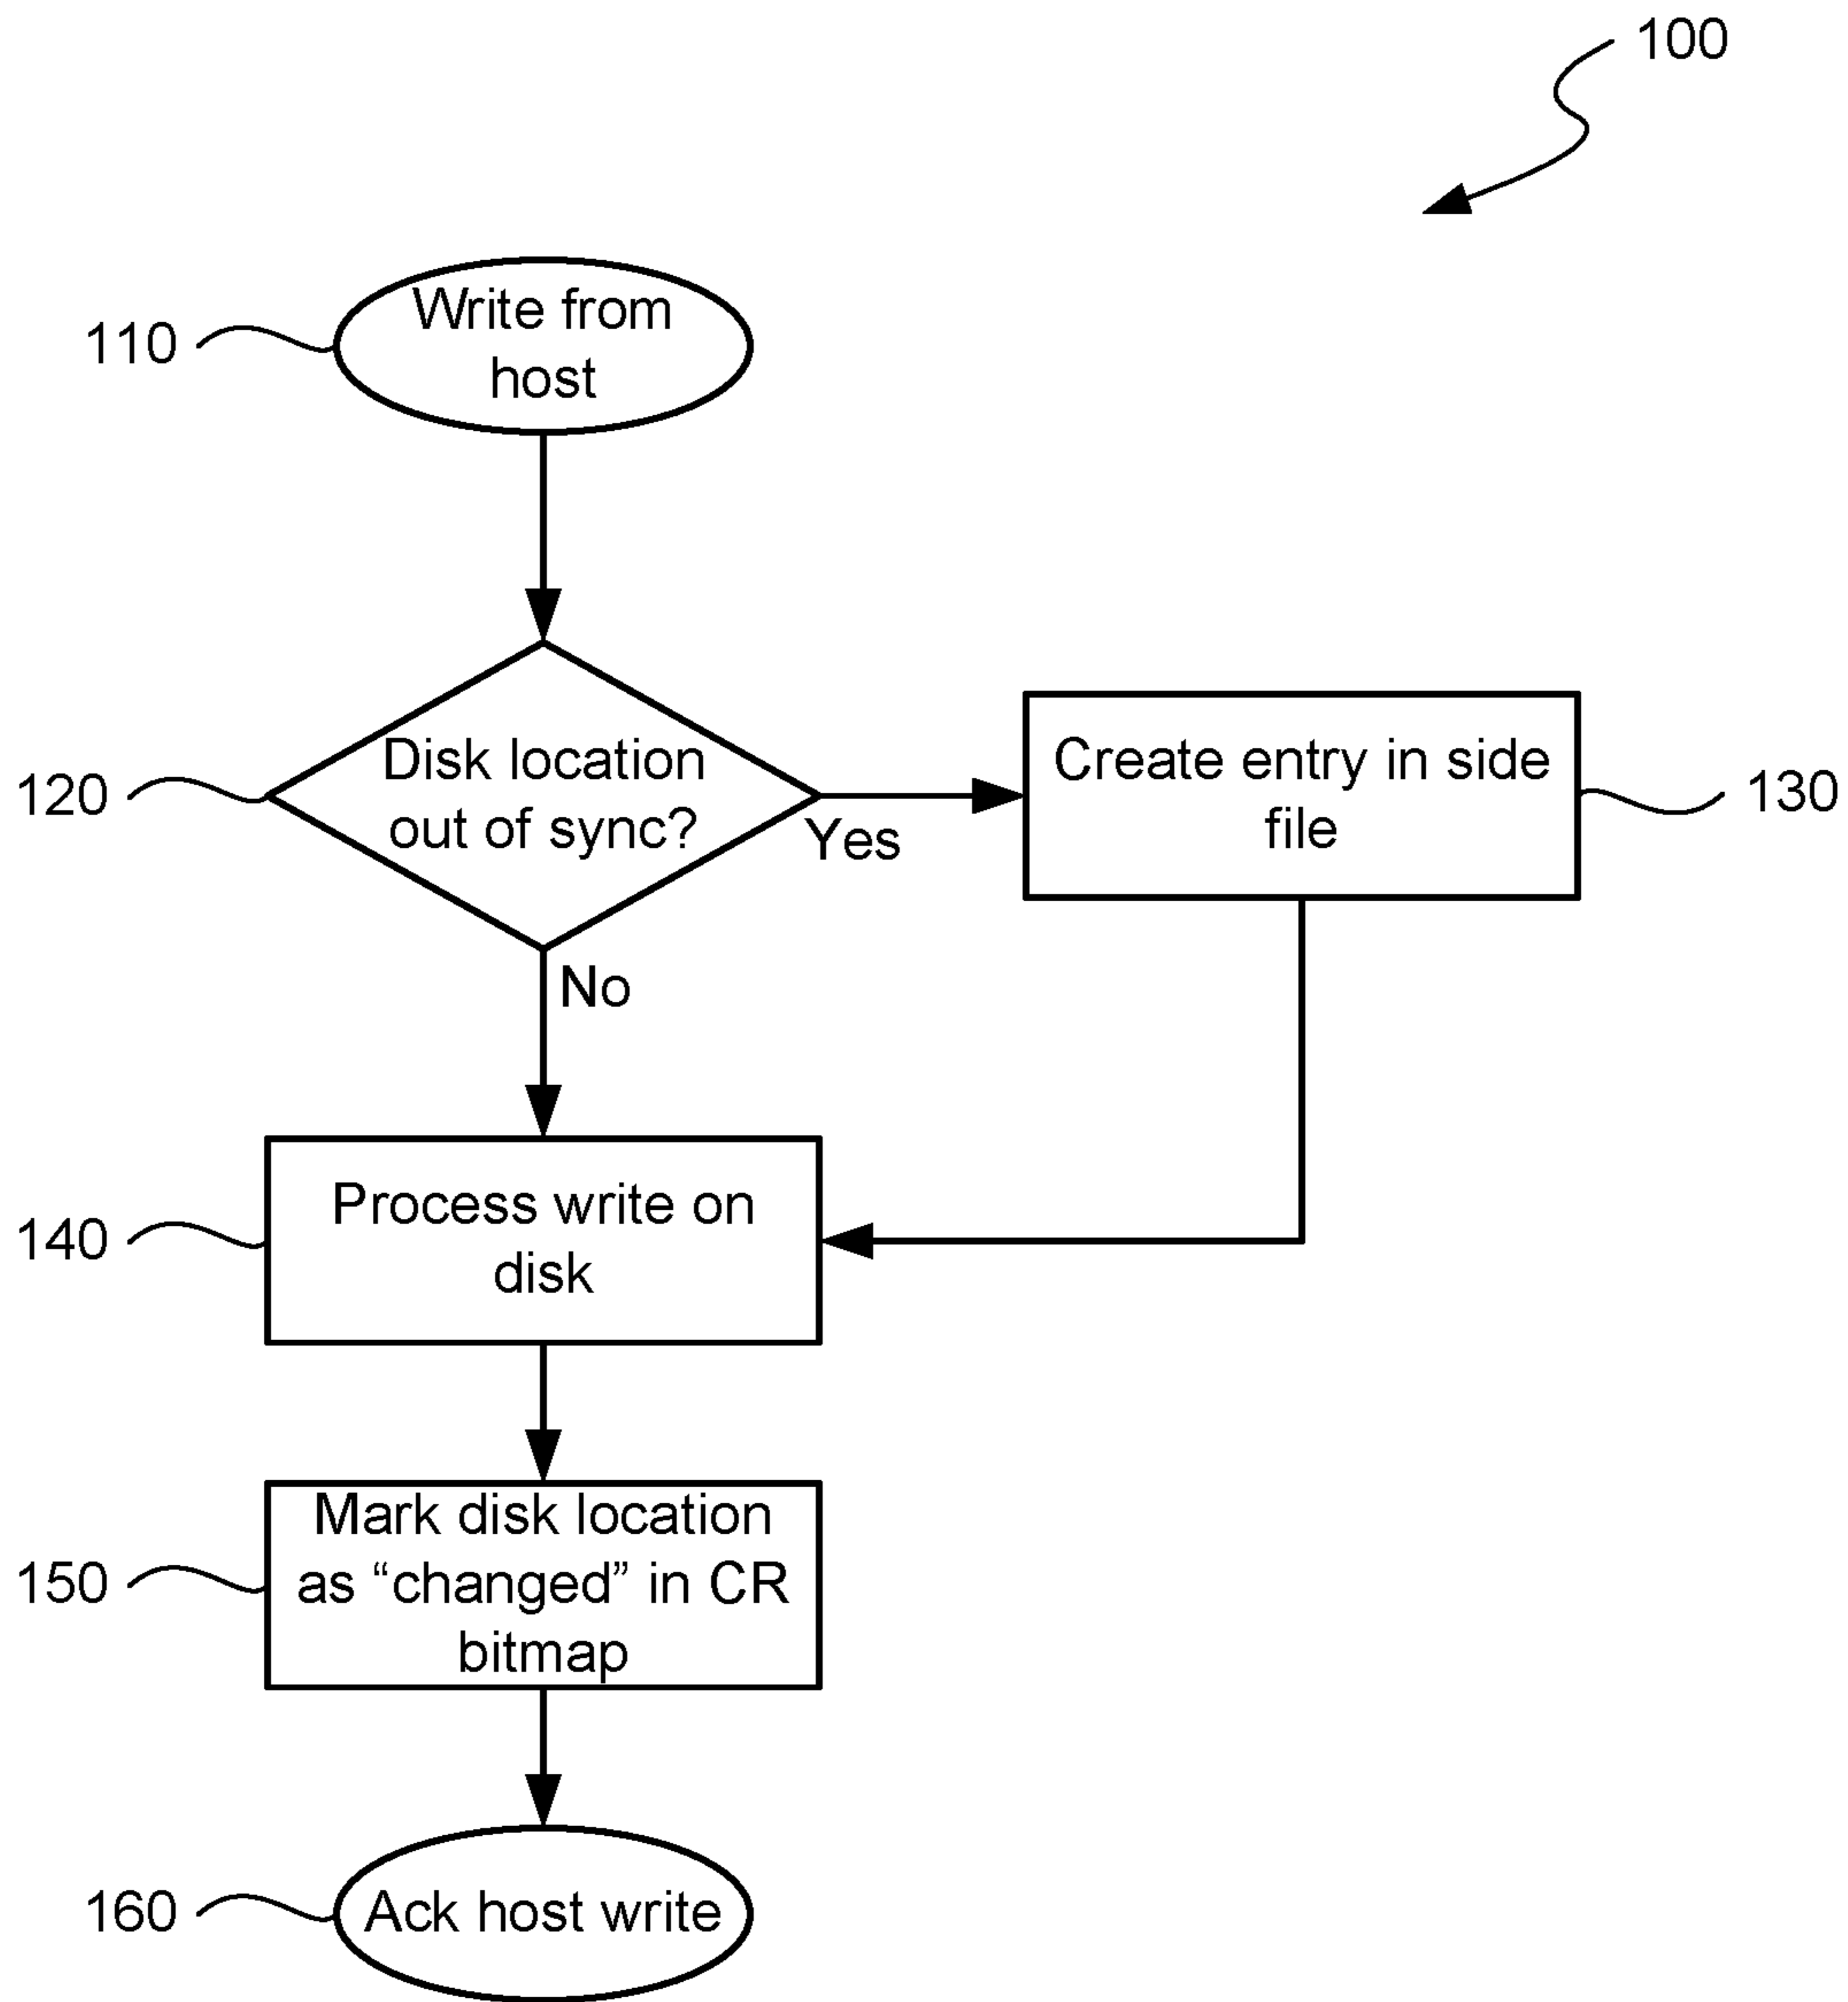 100
110
Write from
host
120
Disk location
out of sync?
Yes
Create entry in side
file
130
No
140
Process write on
disk
150
Mark disk location
as “changed” in CR
bitmap
160
Ack host write